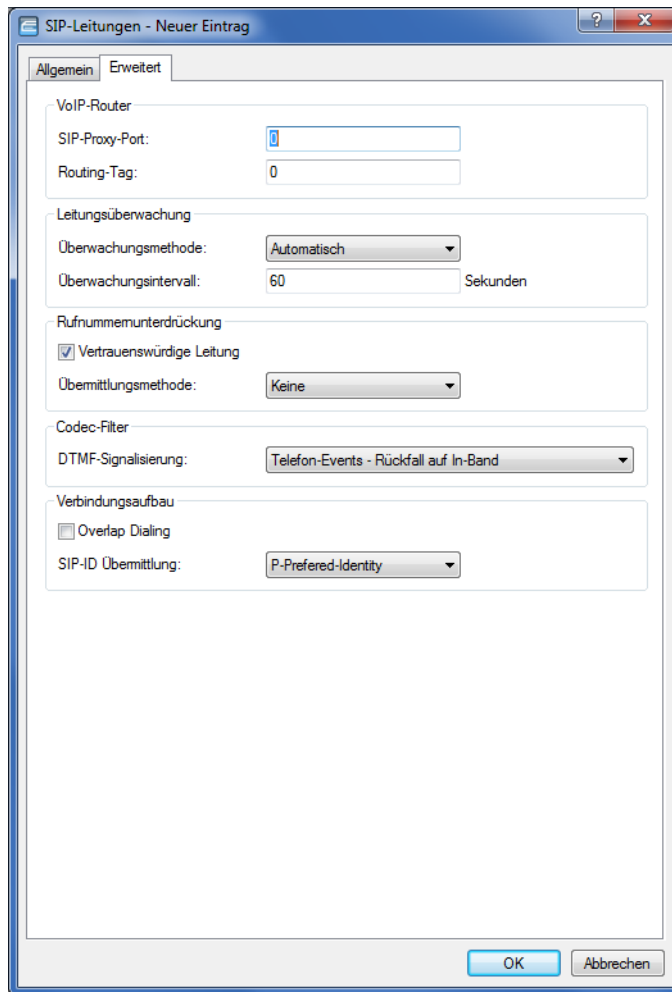 SIP-Leitungen - Neuer Eintrag
Allgemein Erweitert
VoIP-Router
SIP-Proxy-Port: 0
Routing-Tag: 0
Leitungsüberwachung
Überwachungsmethode: Automatisch
Überwachungsintervall: 60 Sekunden
Rufnummernunterdrückung
Vertrauenswürdige Leitung
Übermittlungsmethode: Keine
Codec-Filter
DTMF-Signalisierung: Telefon-Events - Rückfall auf In-Band
Verbindungsaufbau
Overlap Dialing
SIP-ID Übermittlung: P-Prefered-Identity
OK Abbrechen